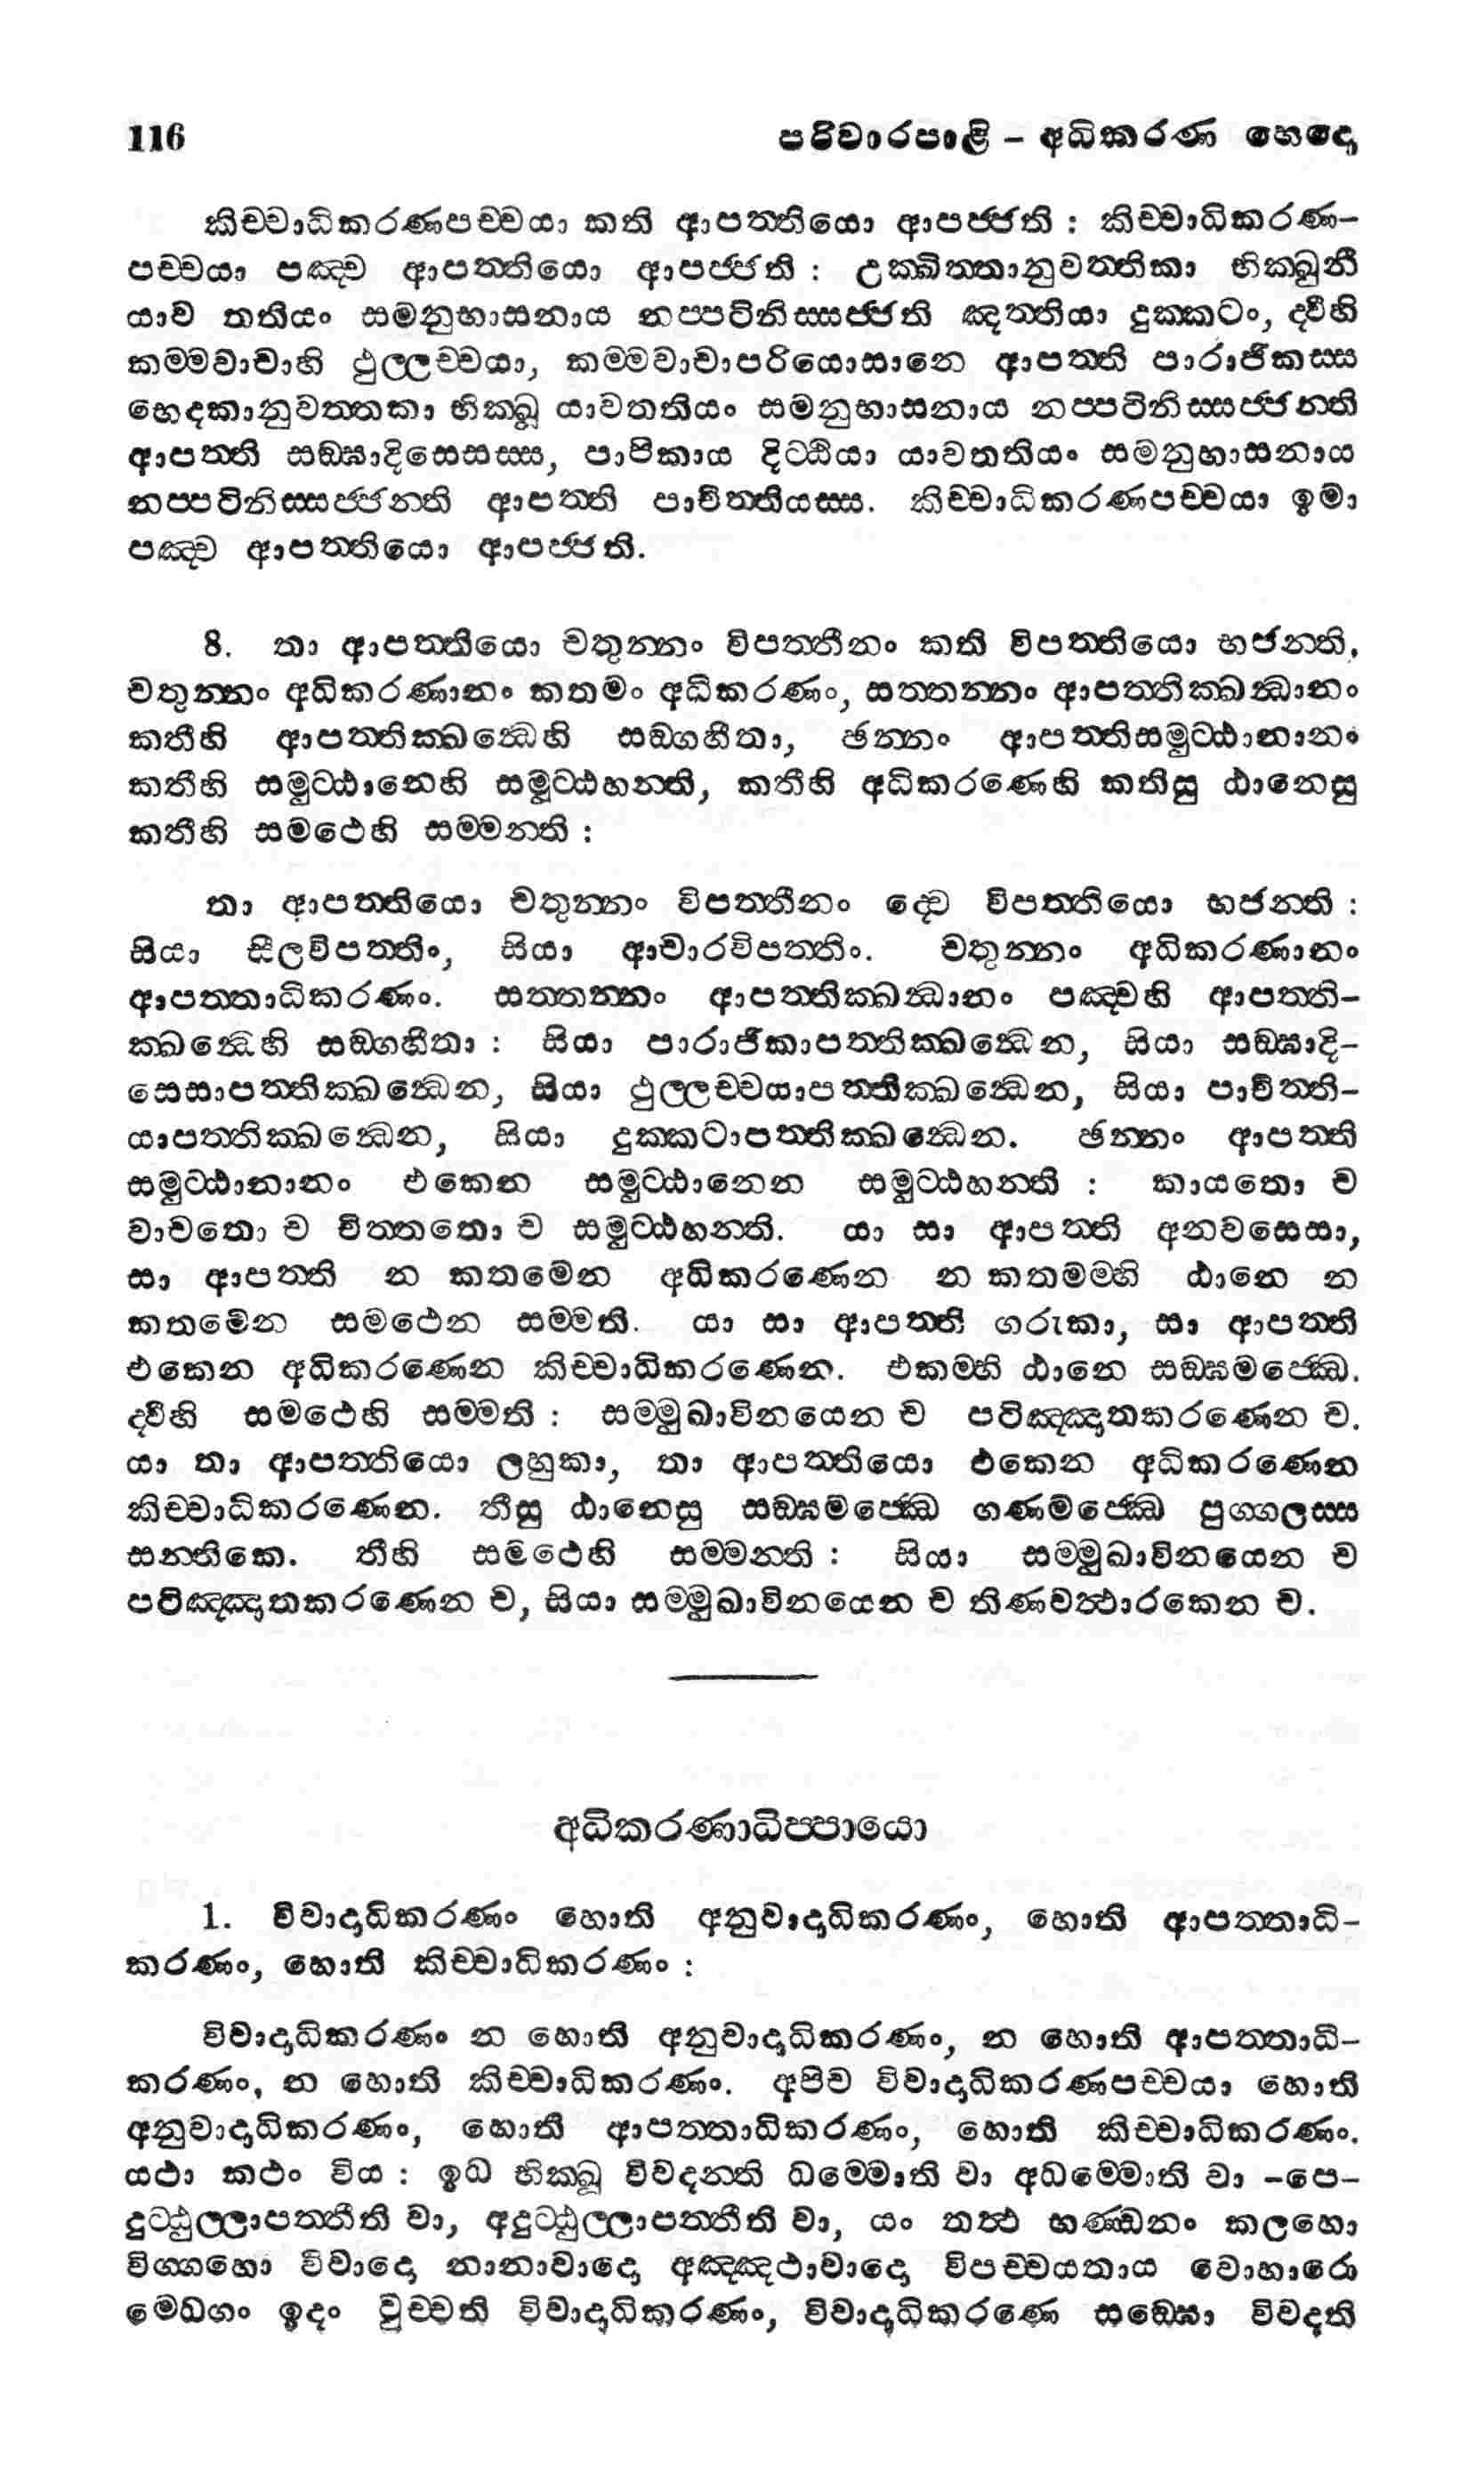 116 පරිවාරපාළි – අධිකරණ භෙදො
කිච්චාධිකරණපච්චයා කති ආපත්තියො ආපජ්ජති : කිච්චාධිකරණ-
පච්චයා පඤ්ච ආපත්තියො ආපජ්ජති : උක්ඛිත්තානුවත්තිකා භික්ඛුනී
යාව තතියං සමනුභාසනාය නප්පටිනිස්සජ්ජති ඤත්තියා දුක්කටං, ද්වීහි
කම්මවාචාහි ථුල්ලච්චයා, කම්මවාචාපරියොසානෙ ආපත්ති පාරාජිකස්ස
භෙදකානුවත්තකා භික්ඛූ යාවතතියං සමනුභාසනාය නප්පටිනිස්සජ්ජන්ති
ආපත්ති සඞ්ඝාදිසෙසස්ස, පාපිකාය දිට්ඨියා යාවතතියං සමනුභාසනාය
නප්පටිනිස්සජ්ජන්ති ආපත්ති පාචිත්තියස්ස. කිච්චාධිකරණපච්චයා ඉමා
පඤ්ච ආපත්තියො ආපජ්ජති.
8. තා ආපත්තියො චතුන්නං විපත්තීනං කති විපත්තියො භජන්ති,
චතුන්නං අධිකරණානං කතමං අධිකරණං, සත්තන්නං ආපත්තික්ඛන්ධානං
කතීහි ආපත්තික්ඛන්ධෙහි සඞ්ගහීතා, ඡන්නං ආපත්තිසමුට්ඨානානං
කතීහි සමුට්ඨානෙහි සමුට්ඨහන්ති, කතීහි අධිකරණෙහි කතිසු ඨානෙසු
කතීහි සමථෙහි සම්මන්ති :
තා ආපත්තියො චතුන්නං විපත්තීනං ද්වෙ විපත්තියො භජන්ති :
සියා සීලවිපත්තිං, සියා ආචාරවිපත්තිං. චතුන්නං අධිකරණානං
ආපත්තාධිකරණං. සත්තන්නං ආපත්තික්ඛන්ධානං පඤ්චහි ආපත්ති-
ක්ඛන්ධෙහි සඞ්ගහීතා : සියා පාරාජිකාපත්තික්ඛන්ධෙන, සියා සඞ්ඝාදි-
සෙසාපත්තික්ඛන්ධෙන, සියා ථුල්ලච්චයාපත්තික්ඛන්ධෙන, සියා පාචිත්ති-
යාපත්තික්ඛන්ධෙන, සියා දුක්කටාපත්තික්ඛන්ධෙන. ඡන්නං ආපත්ති
සමුට්ඨානානං එකෙන සමුට්ඨානෙන සමුට්ඨහන්ති : කායතො ච
වාචතො ච චිත්තතො ච සමුට්ඨහන්ති. යා සා ආපත්ති අනවසෙසා,
සා ආපත්ති න කතමෙන අධිකරණෙන න කතමම්හි ඨානෙ න
කතමෙන සමථෙන සම්මති. යා සා ආපත්ති ගරුකා, සා ආපත්ති
එකෙන අධිකරණෙන කිච්චාධිකරණෙන. එකම්හි ඨානෙ සඞ්ඝමජ්ඣෙ.
ද්වීහි සමථෙහි සම්මති : සම්මුඛාවිනයෙන ච පටිඤ්ඤාතකරණෙන ච.
යා තා ආපත්තියො ලහුකා, තා ආපත්තියො එකෙන අධිකරණෙන
කිච්චාධිකරණෙන. තීසු ඨානෙසු සඞ්ඝමජ්ඣෙ ගණමජ්ඣෙ පුග්ගලස්ස
සන්තිකෙ. තීහි සමථෙහි සම්මන්ති : සියා සම්මුඛාවිනයෙන ච
පටිඤ්ඤාතකරණෙන ච, සියා සම්මුඛාවිනයෙන ච තිණවත්ථාරකෙන ච.
අධිකරණාධිප්පායො
1. විවාදාධිකරණං හොති අනුවාදාධිකරණං, හොති ආපත්තාධි-
කරණං, හොති කිච්චාධිකරණං :
විවාදාධිකරණං න හොති අනුවාදාධිකරණං, න හොති ආපත්තාධි-
කරණං, න හොති කිච්චාධිකරණං. අපිච විවාදාධිකරණපච්චයා හොති
අනුවාදාධිකරණං, හොති ආපත්තාධිකරණං, හොති කිච්චාධිකරණං.
යථා කථං විය : ඉධ භික්ඛූ විවදන්ති ධම්මොති වා අධම්මොති වා -පෙ-
දුට්ඨුල්ලාපත්තීති වා, අදුට්ඨුල්ලාපත්තීති වා, යං තත්ථ භණ්ඩනං කලහො
විග්ගහො විවාදො නානාවාදො අඤ්ඤථාවාදො විපච්චයතාය වොහාරො
මෙධගං ඉදං වුච්චති විවාදාධිකරණං, විවාදාධිකරණෙ සඞ්ඝො විවදති